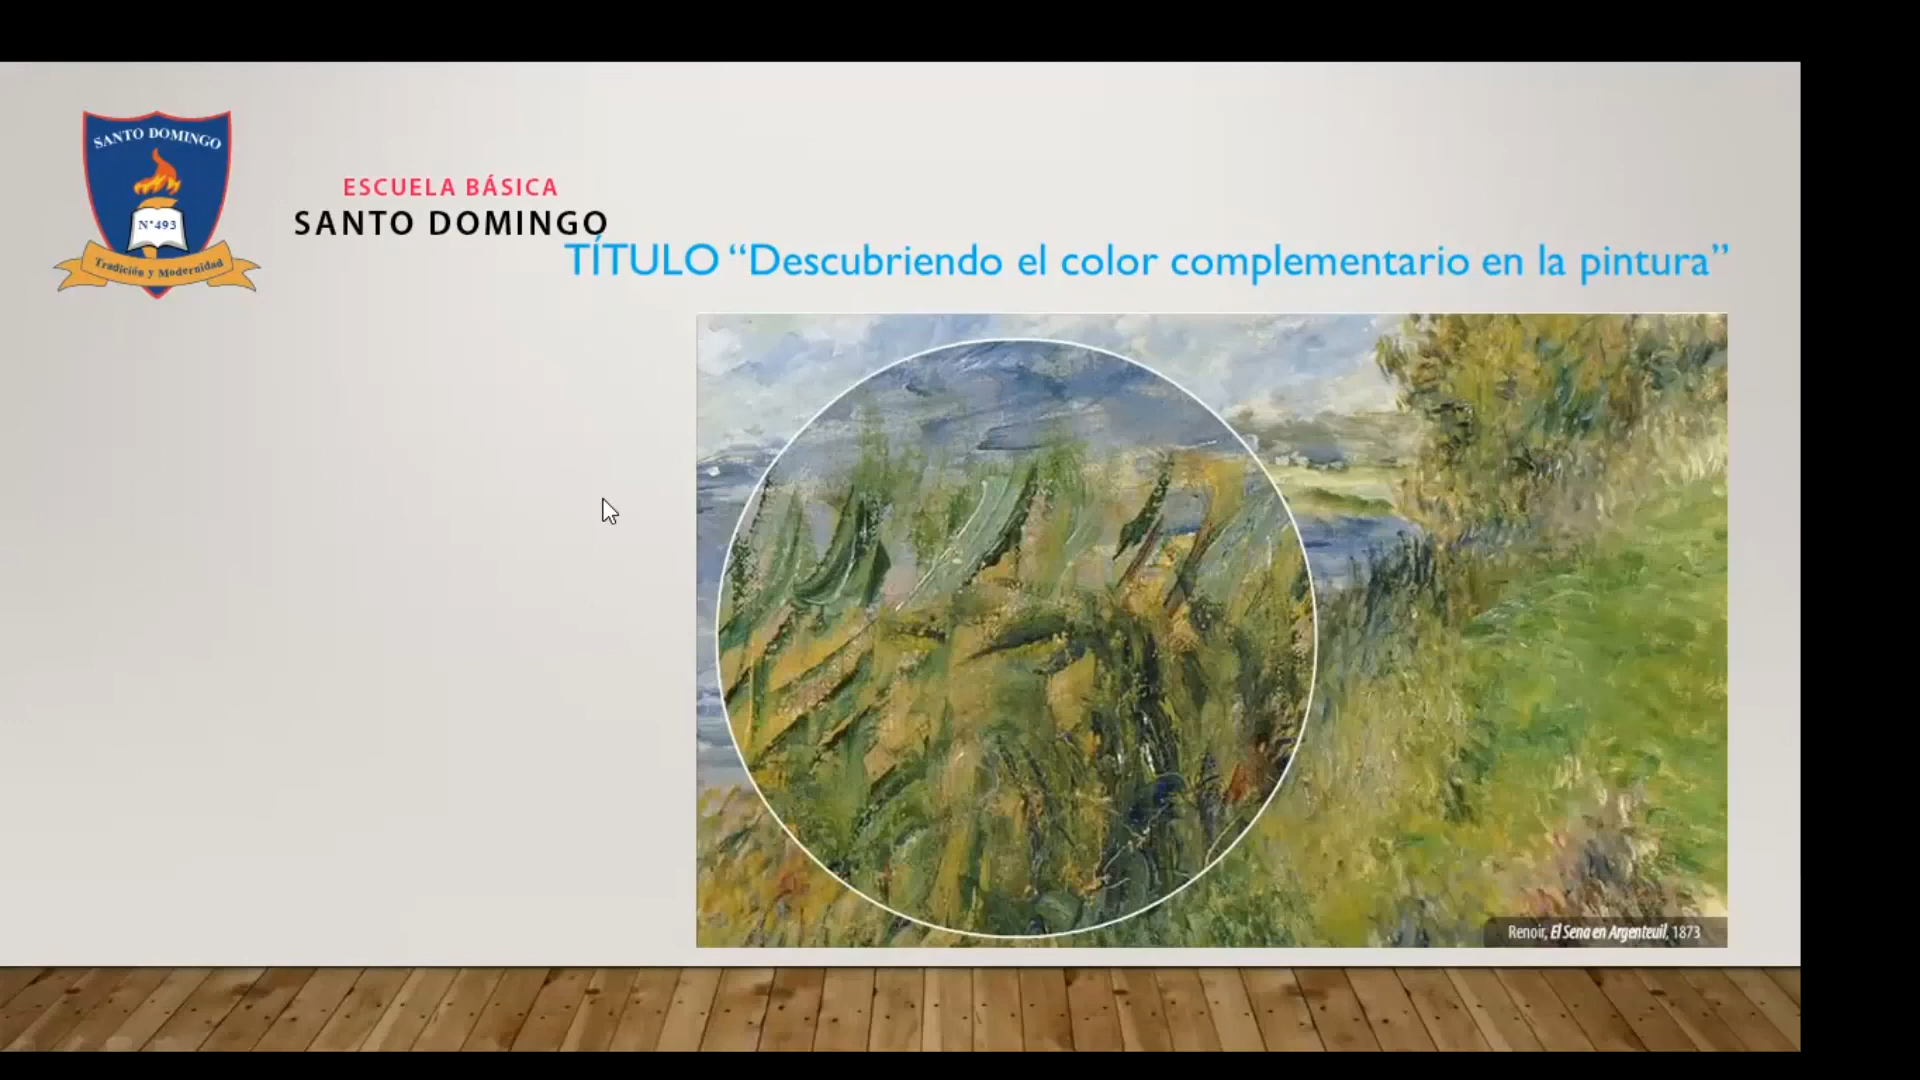 SANTO DOMINGO
N°493
Tradición y Modernidad
ESCUELA BÁSICA
SANTO DOMINGO
TÍTULO “Descubriendo el color complementario en la pintura”
Renoir, El Sena en Argenteuil, 1873